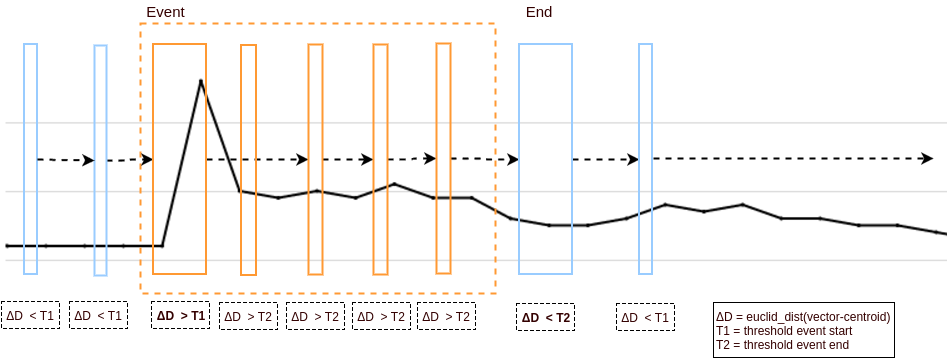 Event
End
ΔD < T1
ΔD < T1
ΔD > T1
ΔD > T2
ΔD > T2
ΔD > T2
ΔD > T2
ΔD < T2
ΔD < T1
ΔD = euclid_dist(vector-centroid)
T1 = threshold event start
T2 = threshold event end